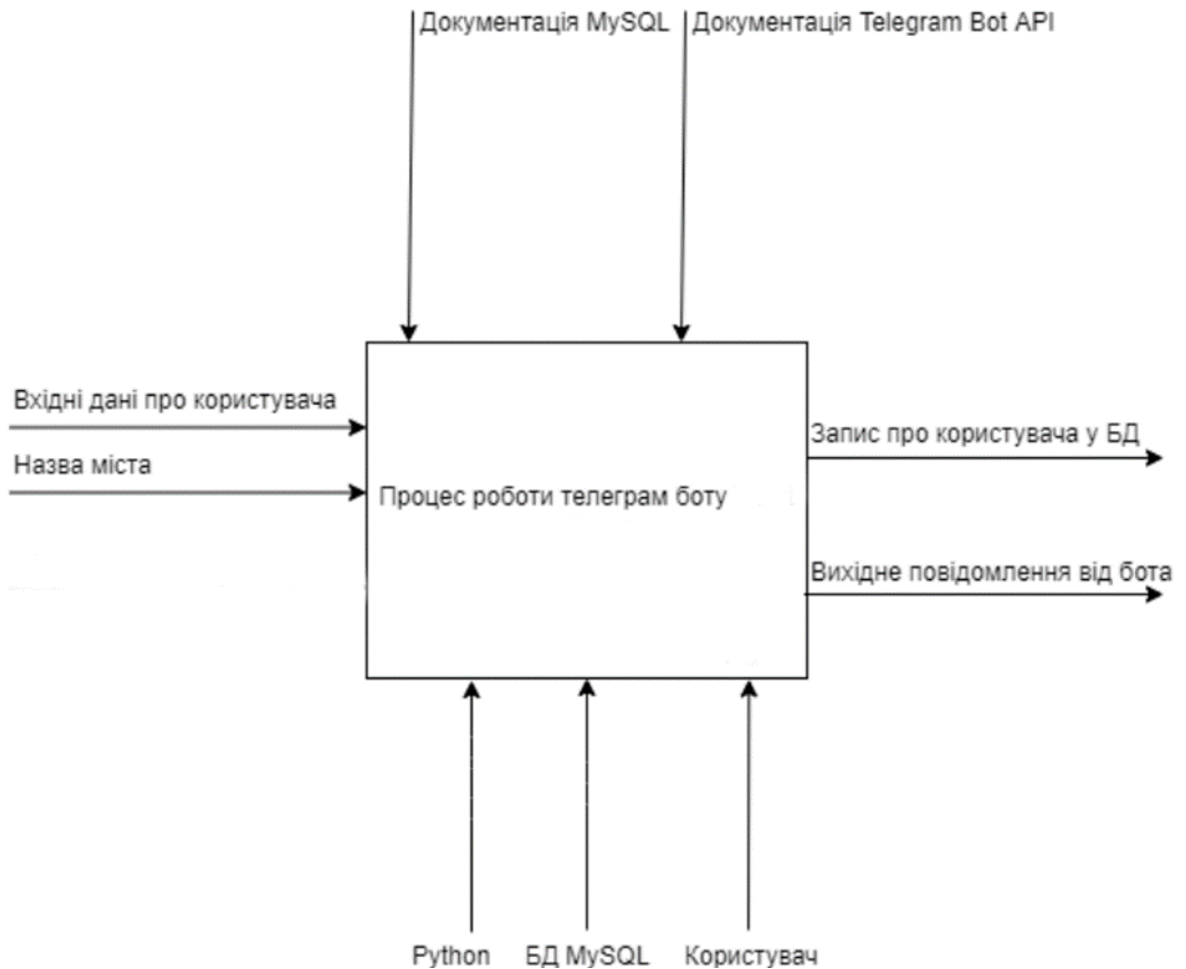 Документація MySQL Документація Telegram Bot API
Вхідні дані про користувача
Запис про користувача у БД
Назва міста
Процес роботи телеграм боту
Вихідне повідомлення від бота
Python БД MySQL Користувач